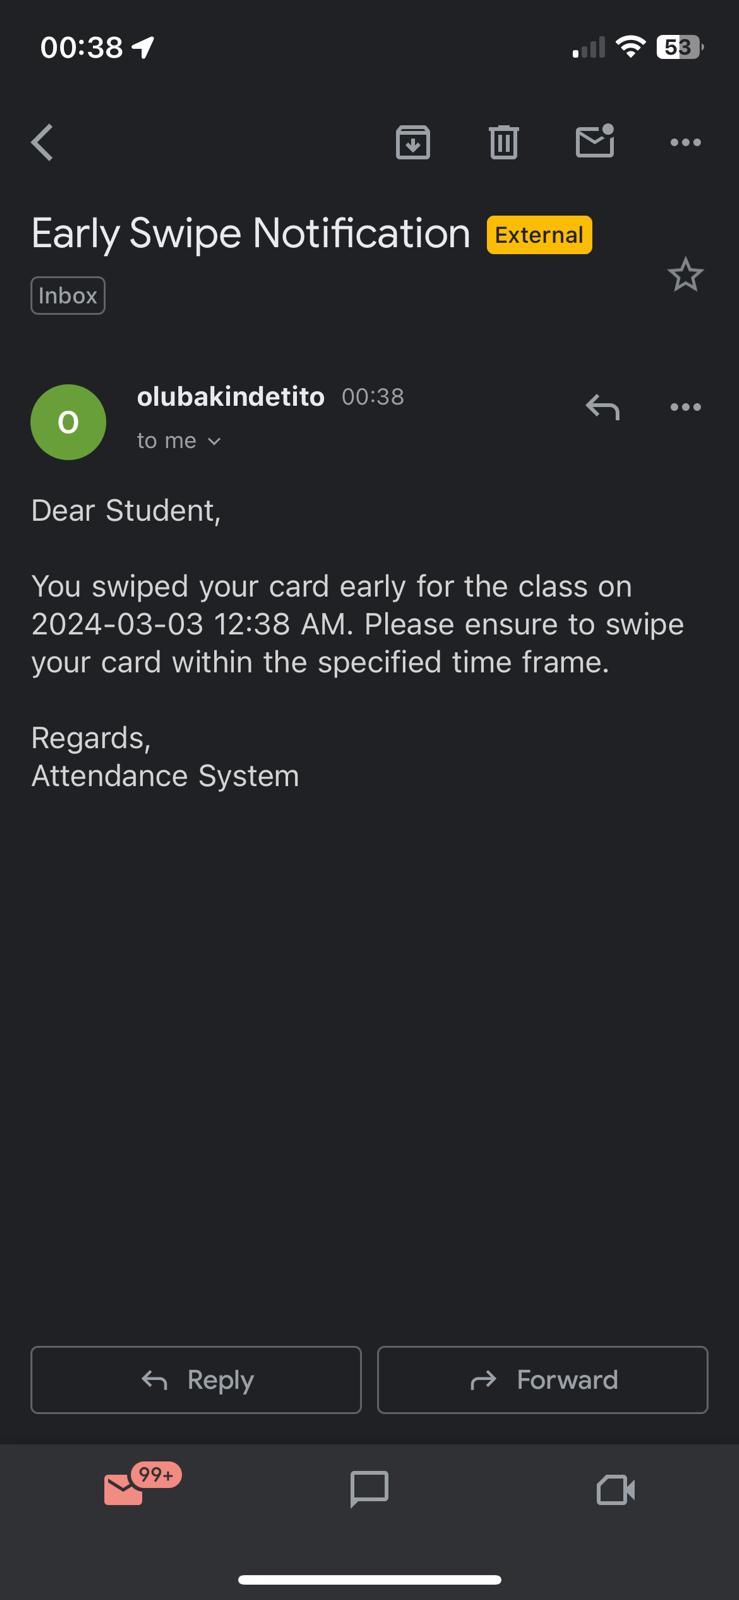 00:38
53
Early Swipe Notification External
Inbox
O
olubakindetito 00:38
to me
Dear Student,
You swiped your card early for the class on
2024-03-03 12:38 AM. Please ensure to swipe
your card within the specified time frame.
Regards,
Attendance System
Reply
Forward
99+